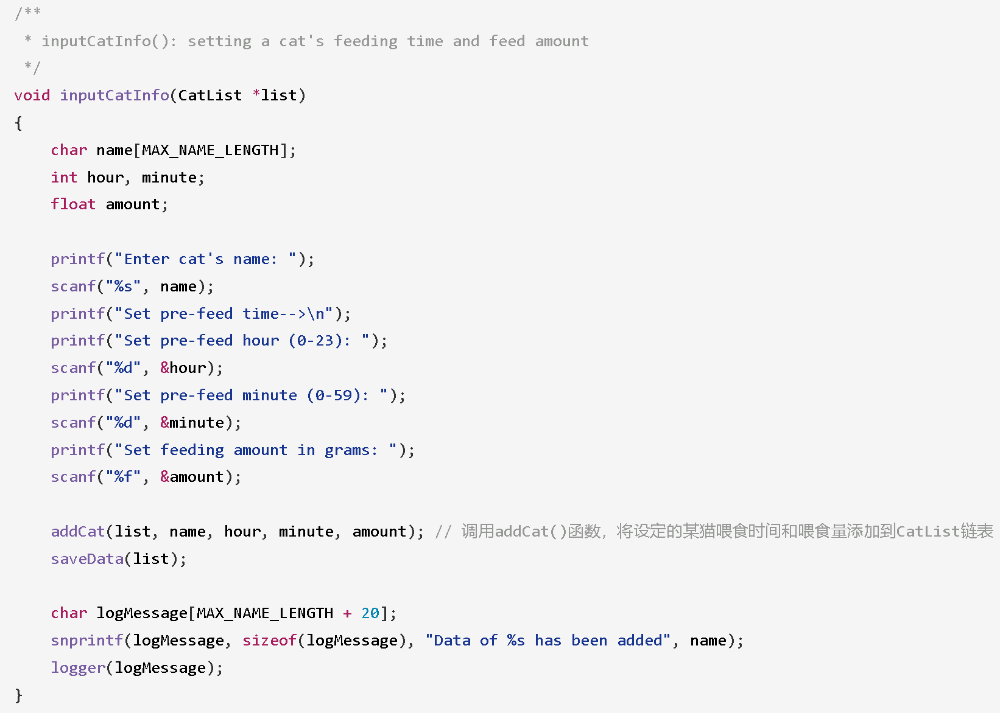 /**
 * inputCatInfo(): setting a cat's feeding time and feed amount
 */
void inputCatInfo(CatList *list)
{
    char name[MAX_NAME_LENGTH];
    int hour, minute;
    float amount;

    printf("Enter cat's name: ");
    scanf("%s", name);
    printf("Set pre-feed time-->\n");
    printf("Set pre-feed hour (0-23): ");
    scanf("%d", &hour);
    printf("Set pre-feed minute (0-59): ");
    scanf("%d", &minute);
    printf("Set feeding amount in grams: ");
    scanf("%f", &amount);

    addCat(list, name, hour, minute, amount); // 调用addCat()函数，将设定的某猫喂食时间和喂食量添加到CatList链表
    saveData(list);

    char logMessage[MAX_NAME_LENGTH + 20];
    snprintf(logMessage, sizeof(logMessage), "Data of %s has been added", name);
    logger(logMessage);
}